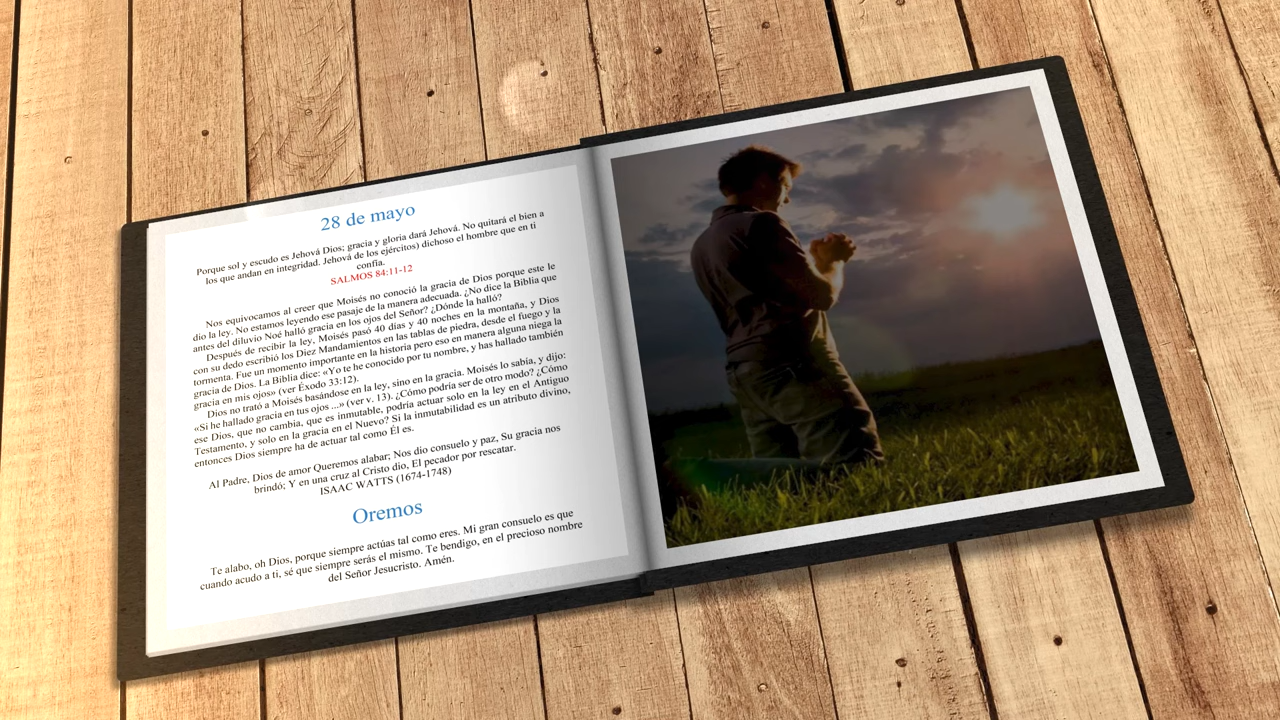 28 de mayo
Porque sol y escudo es Jehová Dios; gracia y gloria dará Jehová. No quitará el bien a
los que andan en integridad. Jehová de los ejércitos) dichoso el hombre que en ti
confía.
SALMOS 84:11-12
Nos equivocamos al creer que Moisés no conoció la gracia de Dios porque este le
dio la ley. No estamos leyendo ese pasaje de la manera adecuada. ¿No dice la Biblia que
antes del diluvio Noé halló gracia en los ojos del Señor? ¿Dónde la halló?
Después de recibir la ley, Moisés pasó 40 días y 40 noches en la montaña, y Dios
con su dedo escribió los Diez Mandamientos en las tablas de piedra, desde el fuego y la
tormenta. Fue un momento importante en la historia pero eso en manera alguna niega la
gracia de Dios. La Biblia dice: «Yo te he conocido por tu nombre, y has hallado también
gracia en mis ojos» (ver Éxodo 33:12).
Dios no trató a Moisés basándose en la ley, sino en la gracia. Moisés lo sabía, y dijo:
«Si he hallado gracia en tus ojos ...» (ver v. 13). ¿Cómo podría ser de otro modo? ¿Cómo
ese Dios, que no cambia, que es inmutable, podría actuar solo en la ley en el Antiguo
Testamento, y solo en la gracia en el Nuevo? Si la inmutabilidad es un atributo divino,
entonces Dios siempre ha de actuar tal como Él es.
Al Padre, Dios de amor Queremos alabar; Nos dio consuelo y paz, Su gracia nos
brindó; Y en una cruz al Cristo dio, El pecador por rescatar.
ISAAC WATTS (1674-1748)
Oremos
Te alabo, oh Dios, porque siempre actúas tal como eres. Mi gran consuelo es que
cuando acudo a ti, sé que siempre serás el mismo. Te bendigo, en el precioso nombre
del Señor Jesucristo. Amén.